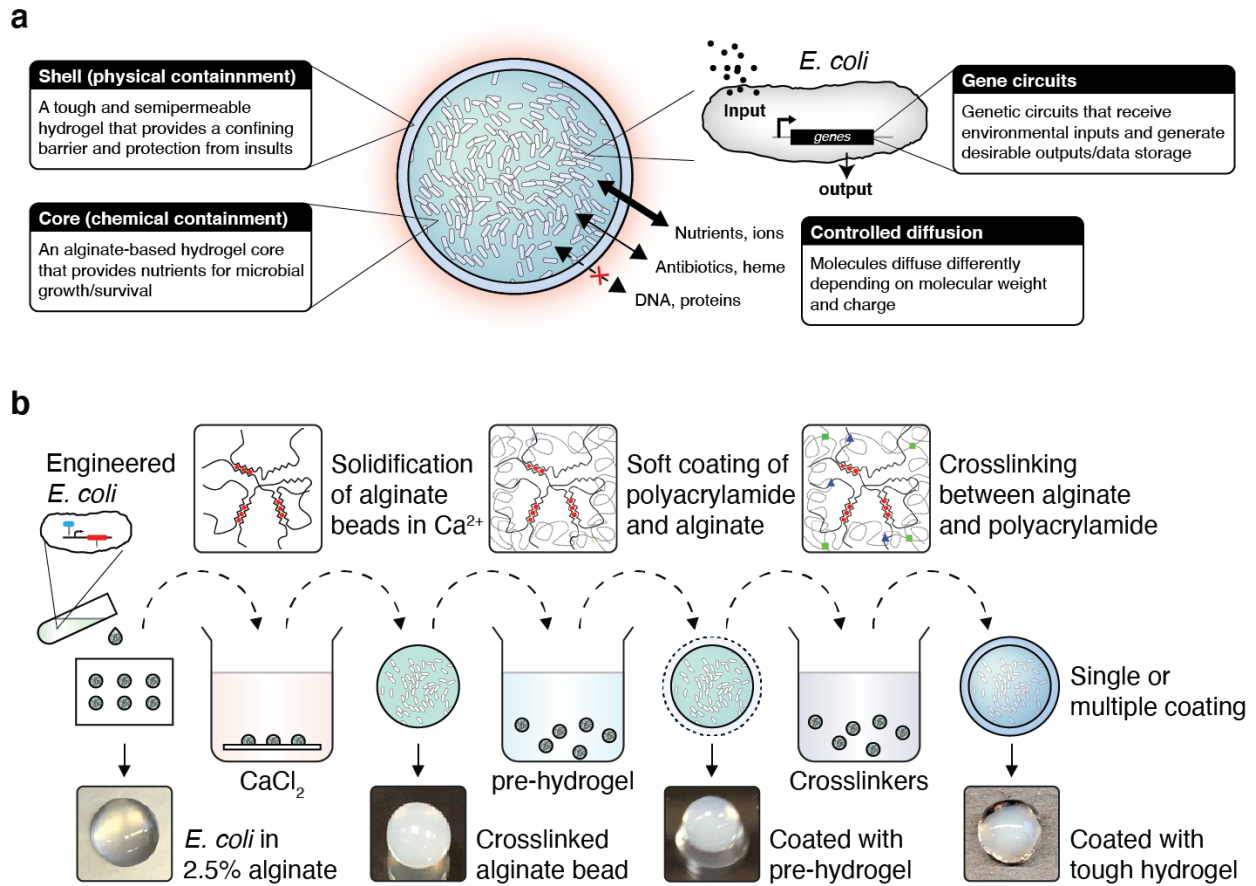 a
Shell (physical containnment)
A tough and semipermeable
hydrogel that provides a confining
barrier and protection from insults
Core (chemical containment)
An alginate-based hydrogel core
that provides nutrients for microbial
growth/survival
E. coli
Input
genes
output
Gene circuits
Genetic circuits that receive
environmental inputs and generate
desirable outputs/data storage
Nutrients, ions
Antibiotics, heme
DNA, proteins
Controlled diffusion
Molecules diffuse differently
depending on molecular weight
and charge
b
Engineered
E. coli
Solidification
of alginate
beads in Ca²⁺
Soft coating of
polyacrylamide
and alginate
Crosslinking
between alginate
and polyacrylamide
CaCl₂
pre-hydrogel
Crosslinkers
Single or
multiple coating
E. coli in
2.5% alginate
Crosslinked
alginate bead
Coated with
pre-hydrogel
Coated with
tough hydrogel